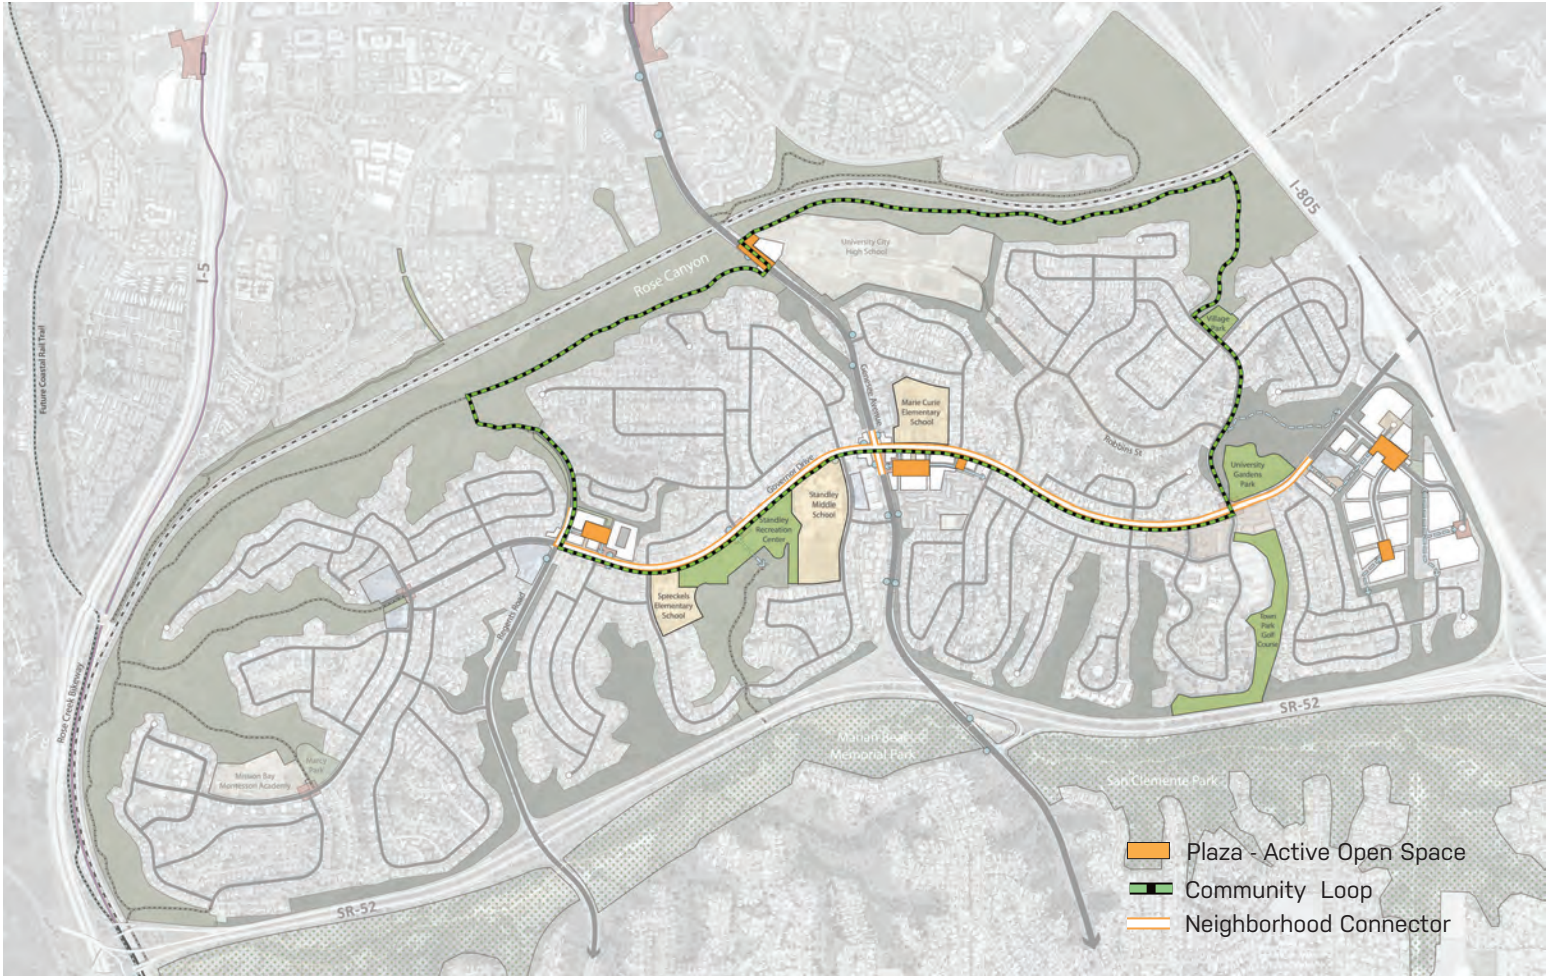 I-805
I-5
University City
High School
Rose Canyon
Village
Park
Future Coastal Rail Trail
Genesee Avenue
Marie Curie
Elementary
School
Robbins St
Governor Drive
University
Gardens
Park
Standley
Middle
School
Standley
Recreation
Center
Spreckels
Elementary
School
Regents Road
Town
Park
Golf
Course
Rose Creek Bikeway
SR-52
Marian Bear
Memorial Park
Marcy
Park
Mission Bay
Montessori Academy
San Clemente Park
SR-52
Plaza - Active Open Space
Community Loop
Neighborhood Connector